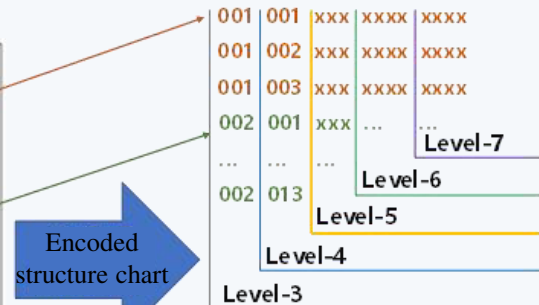 001 001 xxx xxxx xxxx
001 002 xxx xxxx xxxx
001 003 xxx xxxx xxxx
002 001 xxx ... ...
... ... ...
002 013
Level-7
Level-6
Level-5
Level-4
Level-3
Encoded
structure chart